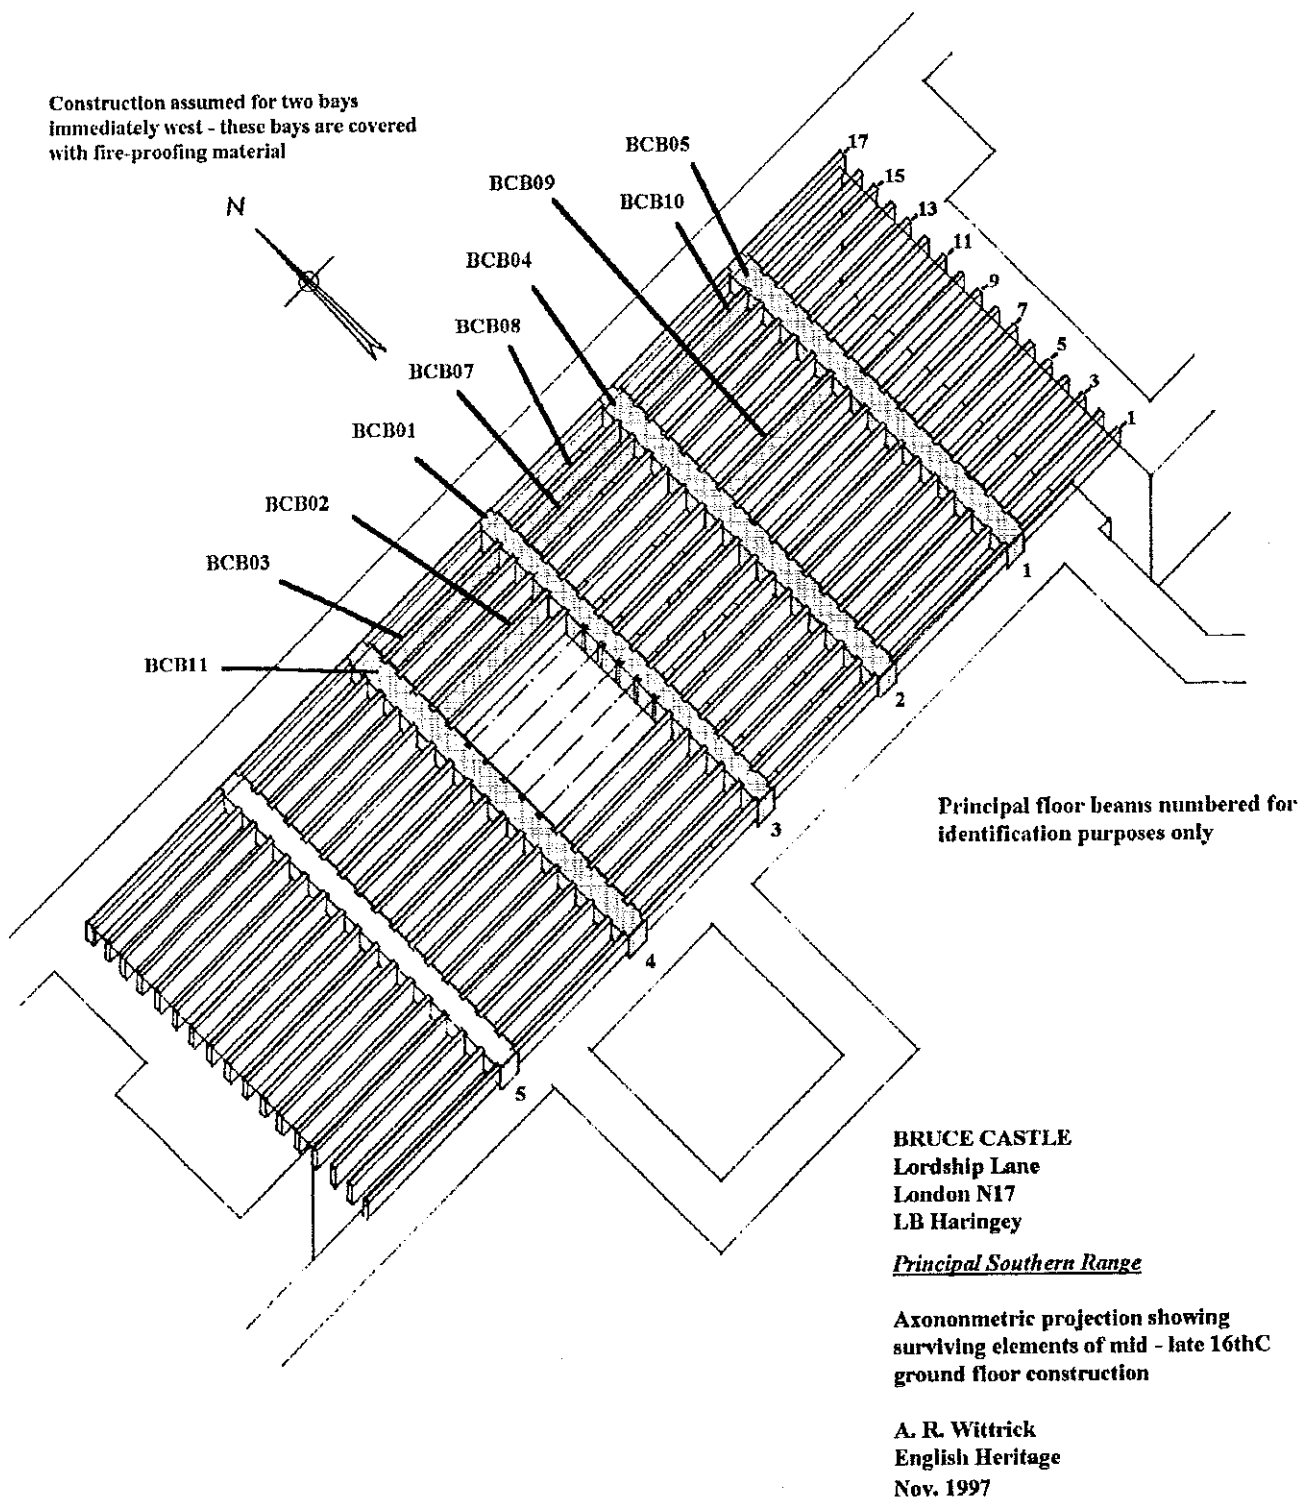 Construction assumed for two bays
immediately west - these bays are covered
with fire-proofing material
N
BCB05
BCB09
BCB10
BCB04
BCB08
BCB07
BCB01
BCB02
BCB03
BCB11
17
15
13
11
9
7
5
3
1
1
2
3
4
5
Principal floor beams numbered for
identification purposes only
BRUCE CASTLE
Lordship Lane
London N17
LB Haringey
Principal Southern Range
Axononmetric projection showing
surviving elements of mid - late 16thC
ground floor construction
A. R. Wittrick
English Heritage
Nov. 1997